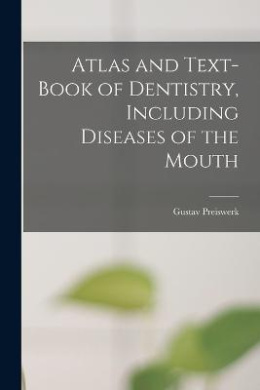 Atlas and Text-
Book of Dentistry,
Including
Diseases of the
Mouth
Gustav Preiswerk